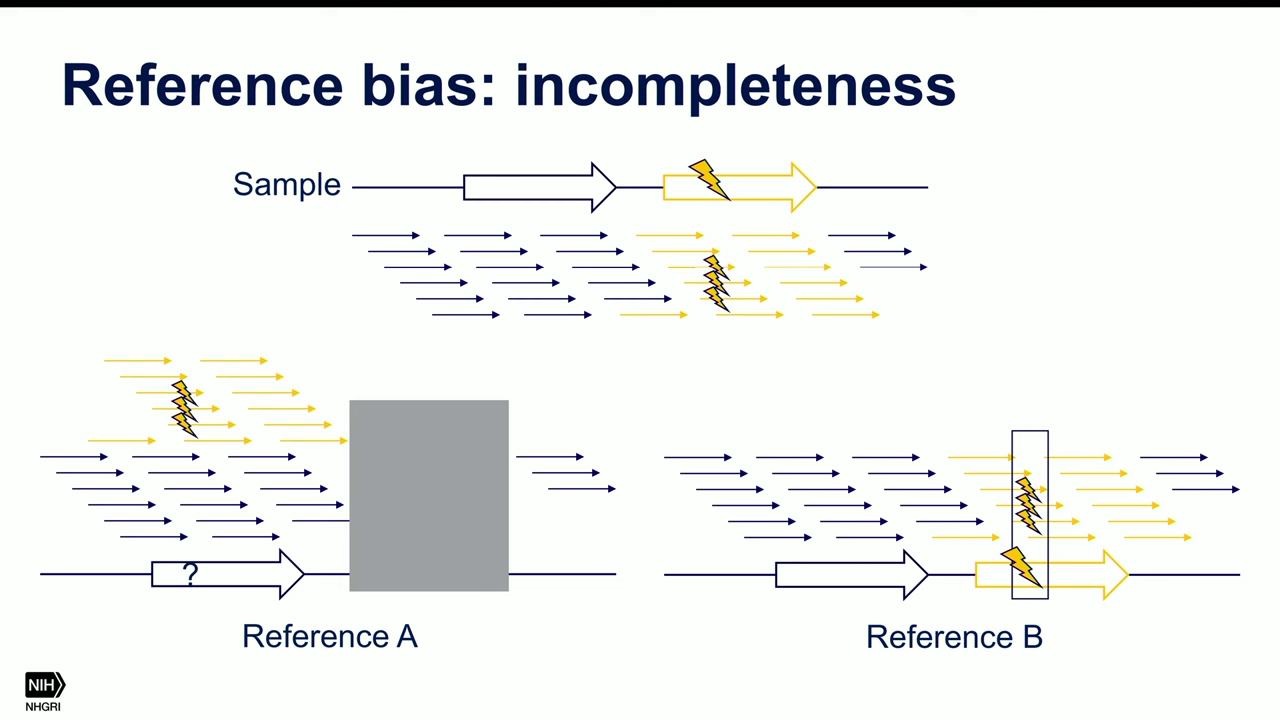 Reference bias: incompleteness
Sample
?
Reference A
Reference B
NIH
NHGRI